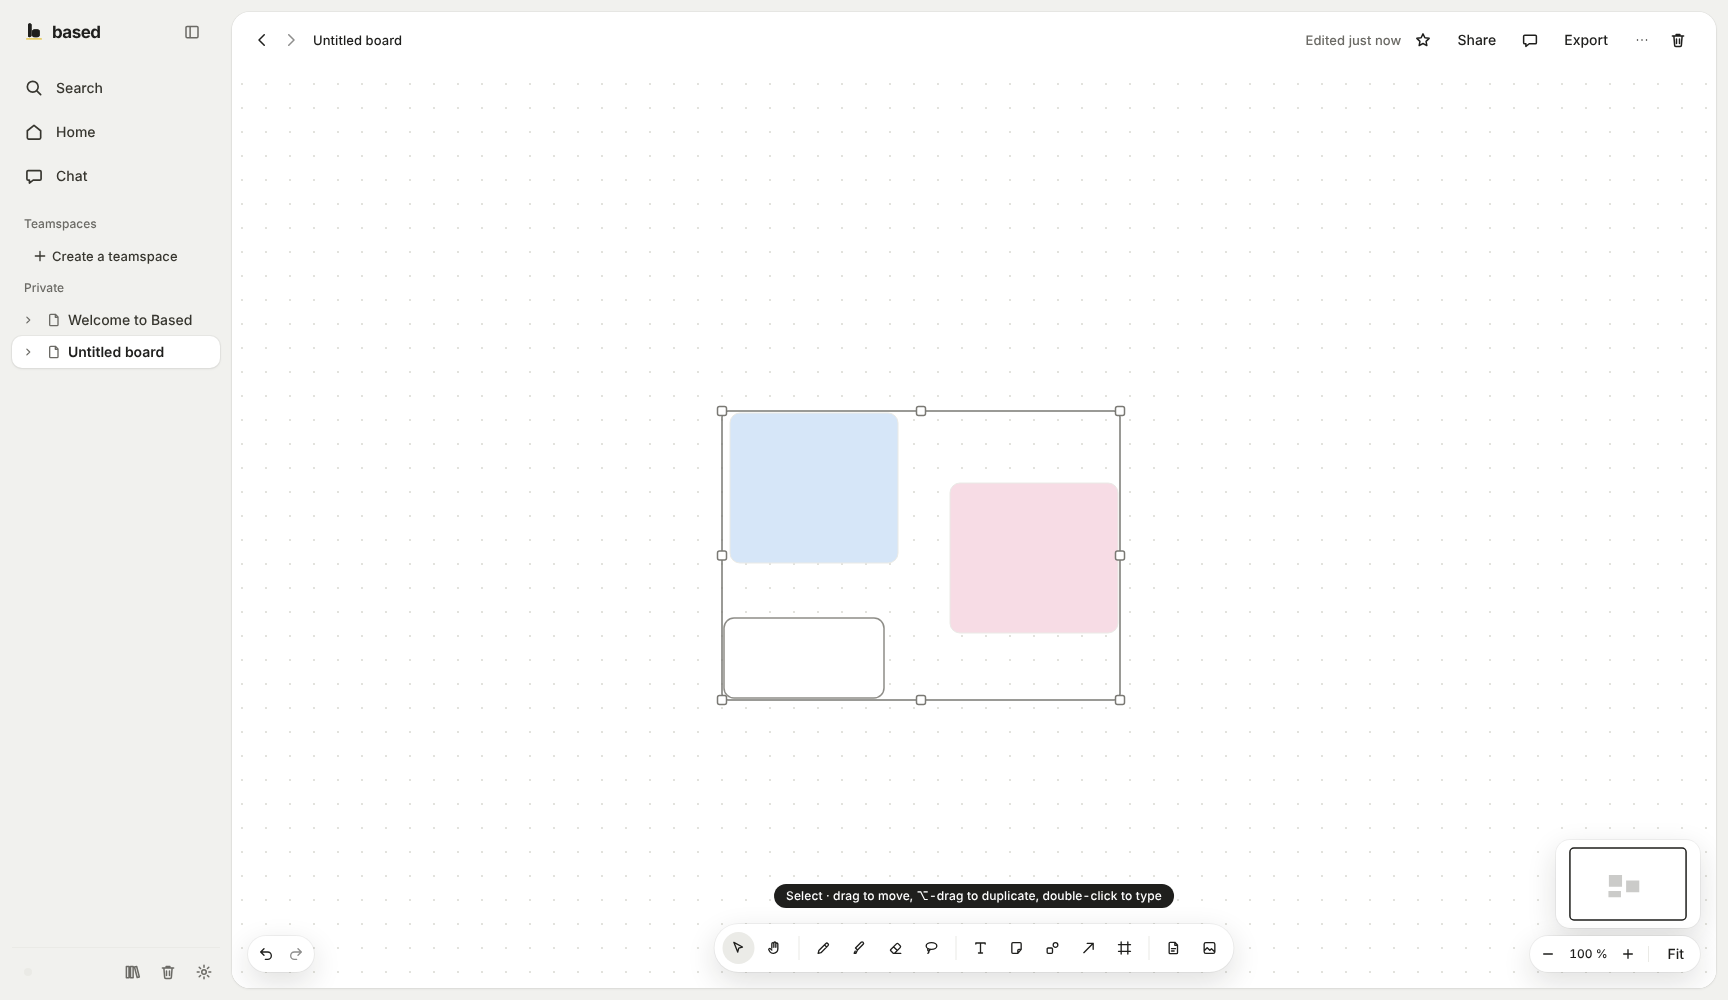 based
Search
Home
Chat
Teamspaces
Create a teamspace
Private
Welcome to Based
Untitled board
Untitled board
Edited just now
Share
Export
Select · drag to move, ⌥-drag to duplicate, double-click to type
100 %
Fit